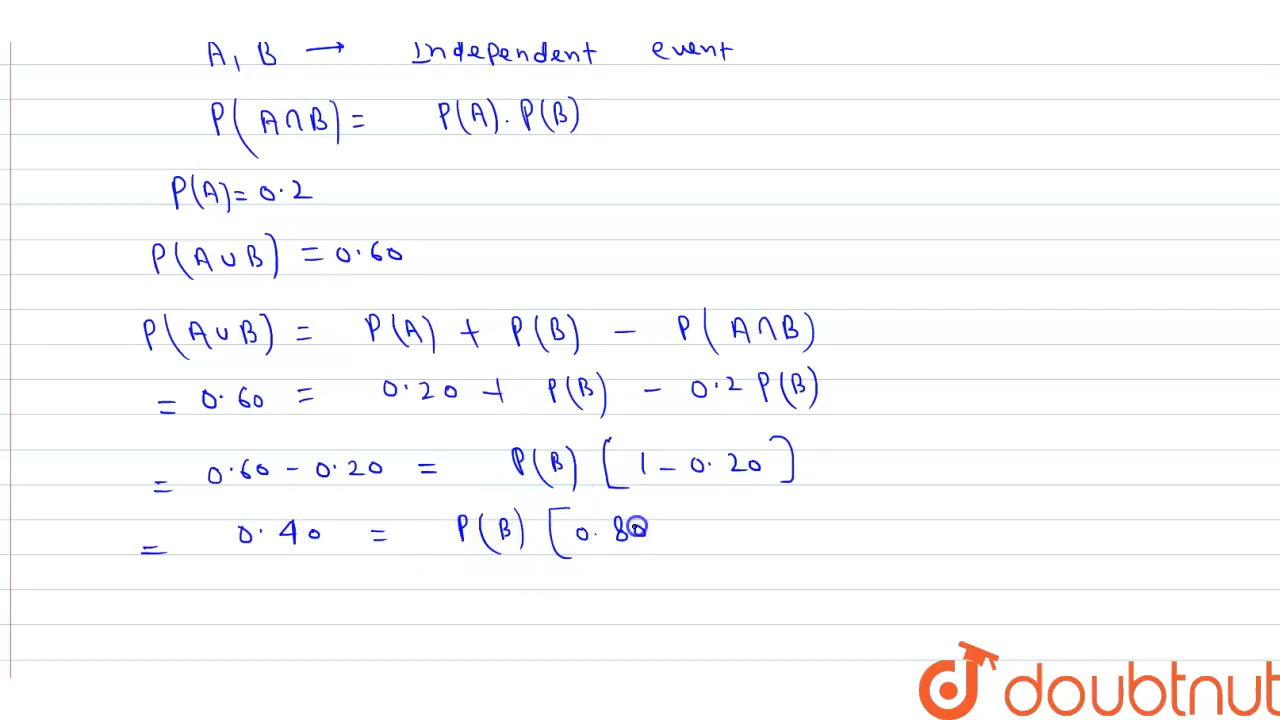 A, B → Independent event
P(A∩B) = P(A). P(B)
P(A) = 0.2
P(A∪B) = 0.60
P(A∪B) = P(A) + P(B) - P(A∩B)
= 0.60 = 0.20 + P(B) - 0.2 P(B)
= 0.60 - 0.20 = P(B) [1 - 0.20]
= 0.40 = P(B) [0.80
doubtnut